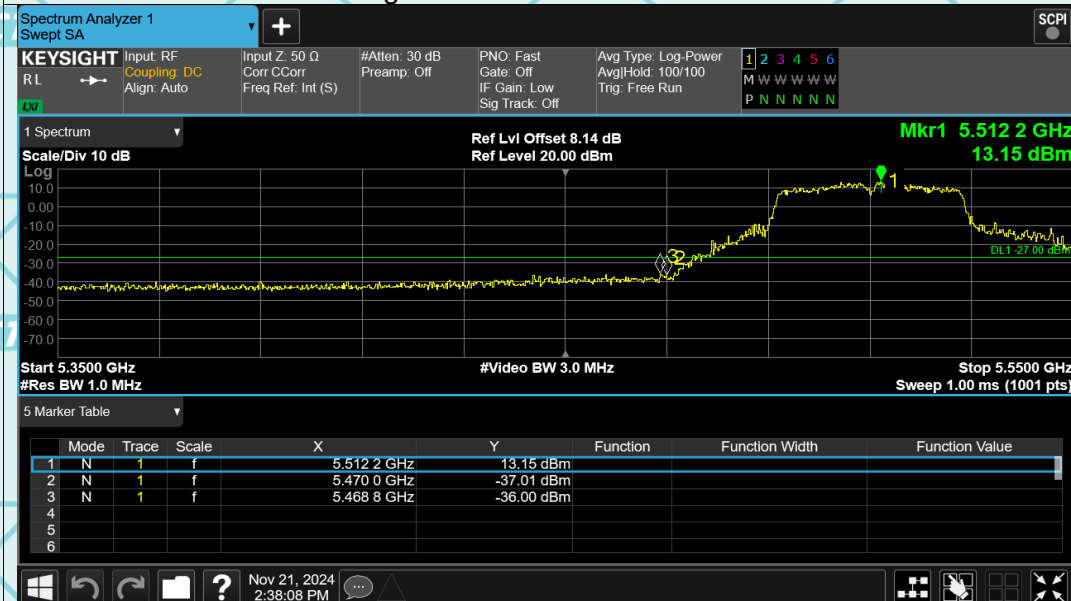 Spectrum Analyzer 1
Swept SA
+
SCPI
KEYSIGHT
R L
LXI
Input: RF
Coupling: DC
Align: Auto
Input Z: 50 Ω
Corr CCorr
Freq Ref: Int (S)
#Atten: 30 dB
Preamp: Off
PNO: Fast
Gate: Off
IF Gain: Low
Sig Track: Off
Avg Type: Log-Power
Avg|Hold: 100/100
Trig: Free Run
1 2 3 4 5 6
M W W W W W
P N N N N N
1 Spectrum
Scale/Div 10 dB
Ref Lvl Offset 8.14 dB
Ref Level 20.00 dBm
Mkr1 5.512 2 GHz
13.15 dBm
Log
10.0
0.00
-10.0
-20.0
-30.0
-40.0
-50.0
-60.0
-70.0
1
32
DL1 -27.00 dBm
Start 5.3500 GHz
#Video BW 3.0 MHz
Stop 5.5500 GHz
#Res BW 1.0 MHz
Sweep 1.00 ms (1001 pts)
5 Marker Table
Mode Trace Scale X Y Function Function Width Function Value
1 N 1 f 5.512 2 GHz 13.15 dBm
2 N 1 f 5.470 0 GHz -37.01 dBm
3 N 1 f 5.468 8 GHz -36.00 dBm
4
5
6
?
Nov 21, 2024
2:38:08 PM